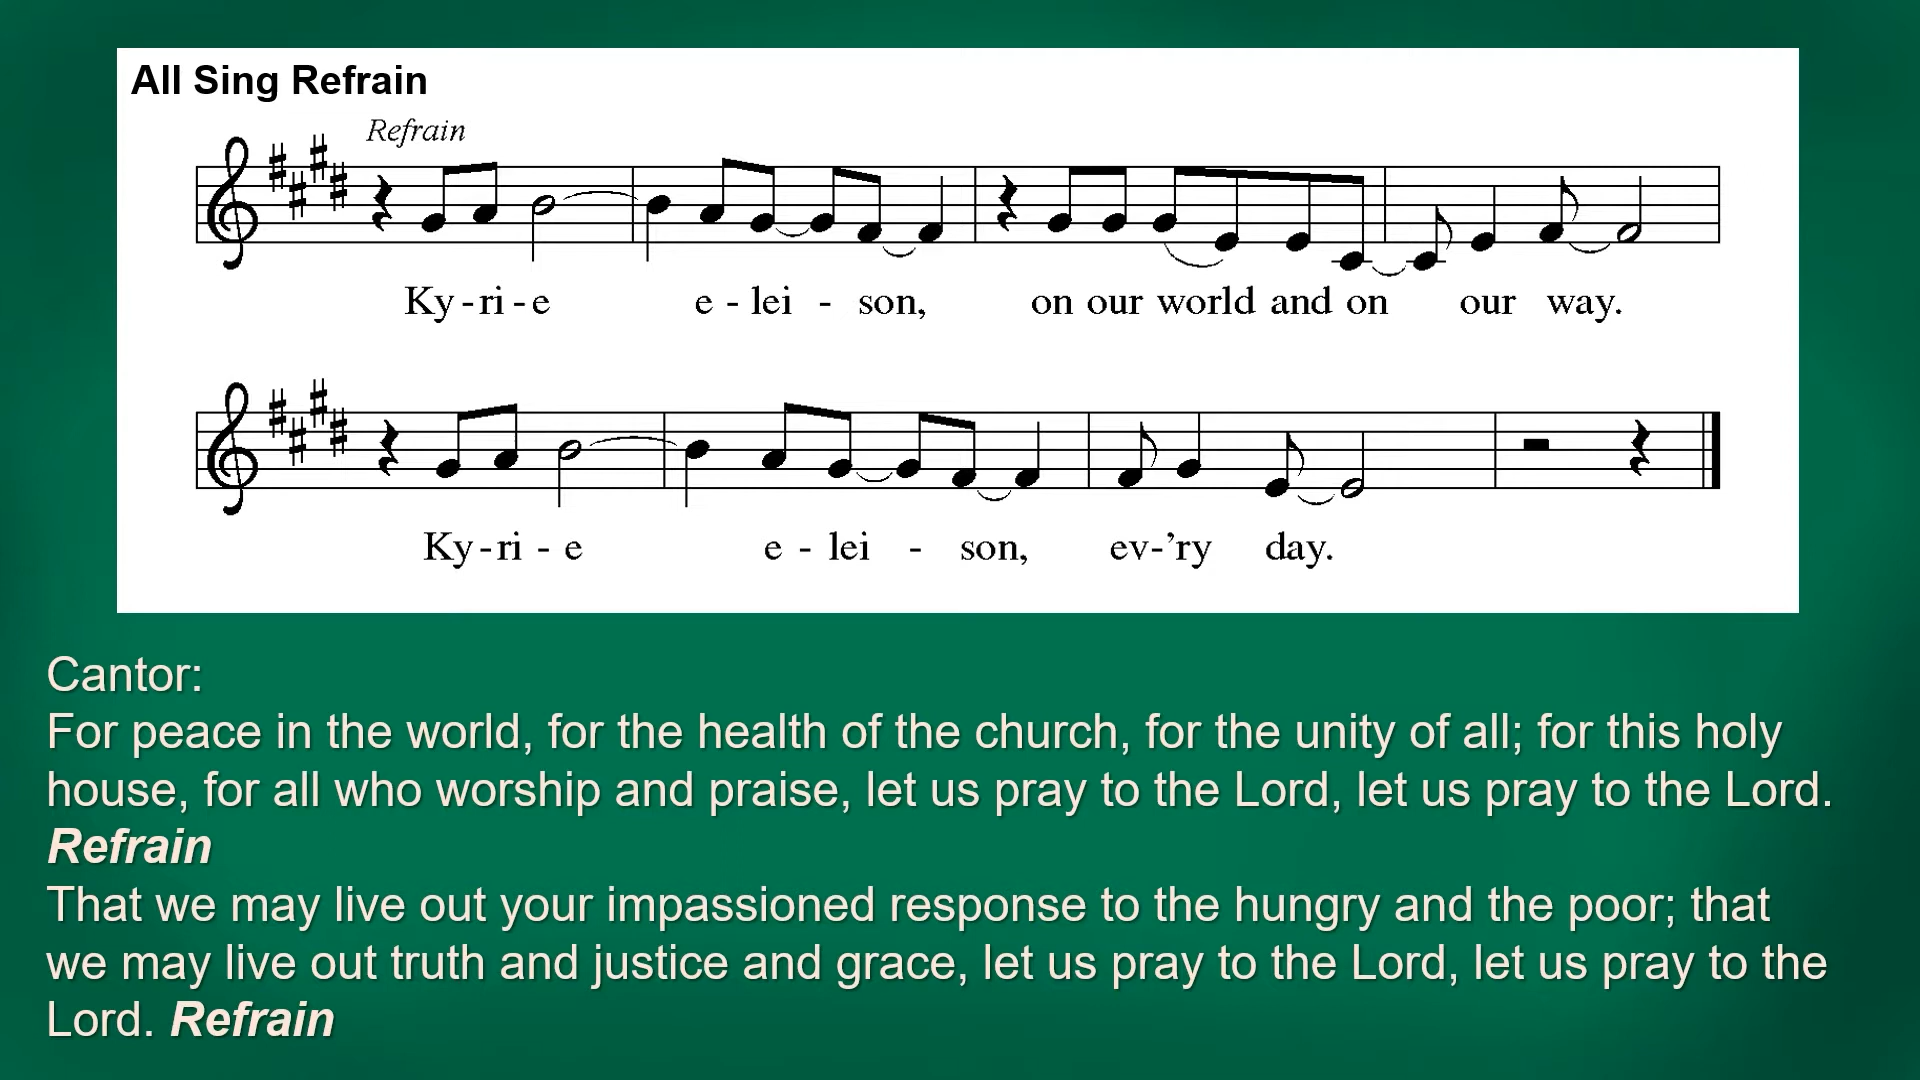 All Sing Refrain
Refrain
Ky - ri - e e - lei - son, on our world and on our way.
Ky - ri - e e - lei - son, ev-’ry day.
Cantor:
For peace in the world, for the health of the church, for the unity of all; for this holy
house, for all who worship and praise, let us pray to the Lord, let us pray to the Lord.
Refrain
That we may live out your impassioned response to the hungry and the poor; that
we may live out truth and justice and grace, let us pray to the Lord, let us pray to the
Lord. Refrain